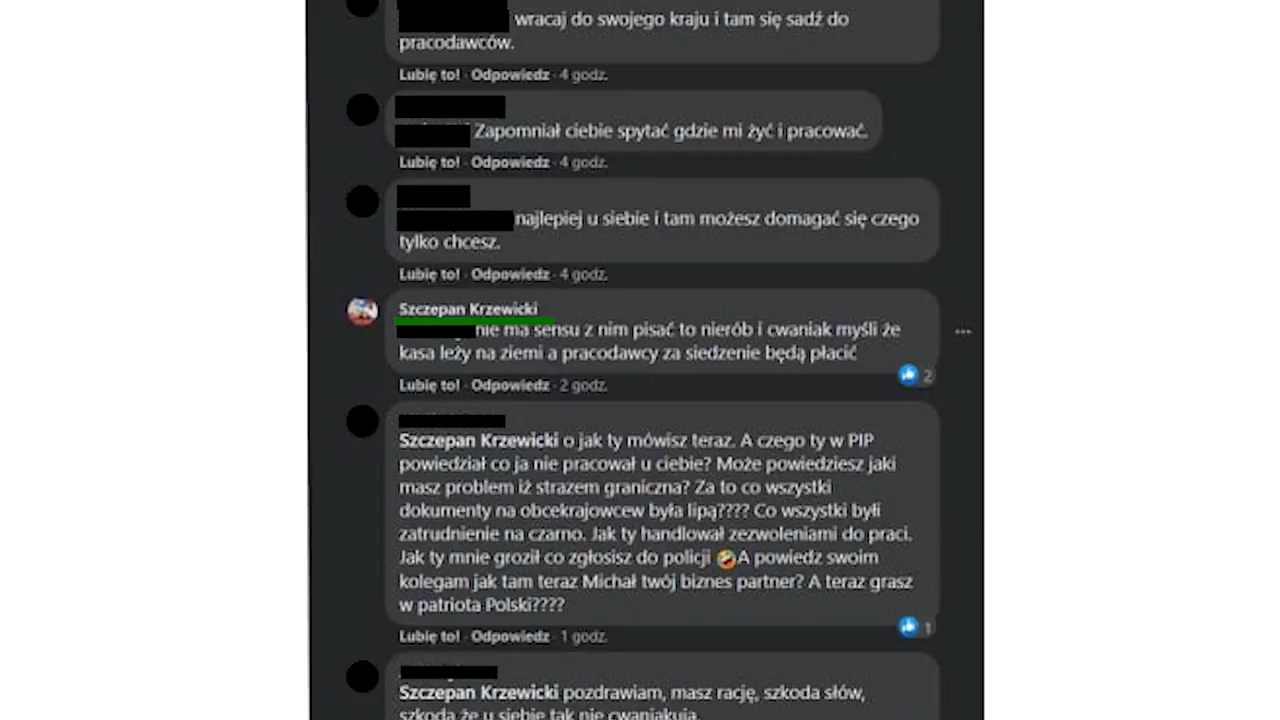 wracaj do swojego kraju i tam się sadź do
pracodawców.
Lubię to! · Odpowiedz · 4 godz.
Zapomniał ciebie spytać gdzie mi żyć i pracować.
Lubię to! · Odpowiedz · 4 godz.
najlepiej u siebie i tam możesz domagać się czego
tylko chcesz.
Lubię to! · Odpowiedz · 4 godz.
Szczepan Krzewicki
nie ma sensu z nim pisać to nierób i cwaniak myśli że
kasa leży na ziemi a pracodawcy za siedzenie będą płacić
2
Lubię to! · Odpowiedz · 2 godz.
Szczepan Krzewicki o jak ty mówisz teraz. A czego ty w PIP
powiedział co ja nie pracował u ciebie? Może powiedziesz jaki
masz problem iż strazem graniczna? Za to co wszystki
dokumenty na obcekrajowcew była lipą???? Co wszystki byli
zatrudnienie na czarno. Jak ty handlował zezwoleniami do praci.
Jak ty mnie groził co zgłosisz do policji 🤣A powiedz swoim
kolegam jak tam teraz Michał twój biznes partner? A teraz grasz
w patriota Polski????
1
Lubię to! · Odpowiedz · 1 godz.
Szczepan Krzewicki pozdrawiam, masz rację, szkoda słów,
szkoda że u siebie tak nie cwaniakują.